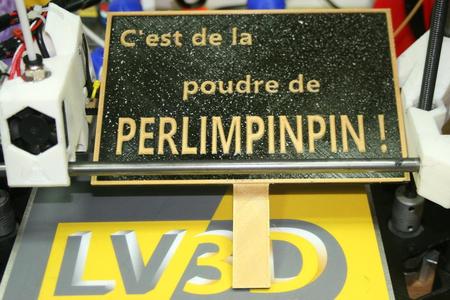 C'est de la
poudre de
PERLIMPINPIN !
LV3D